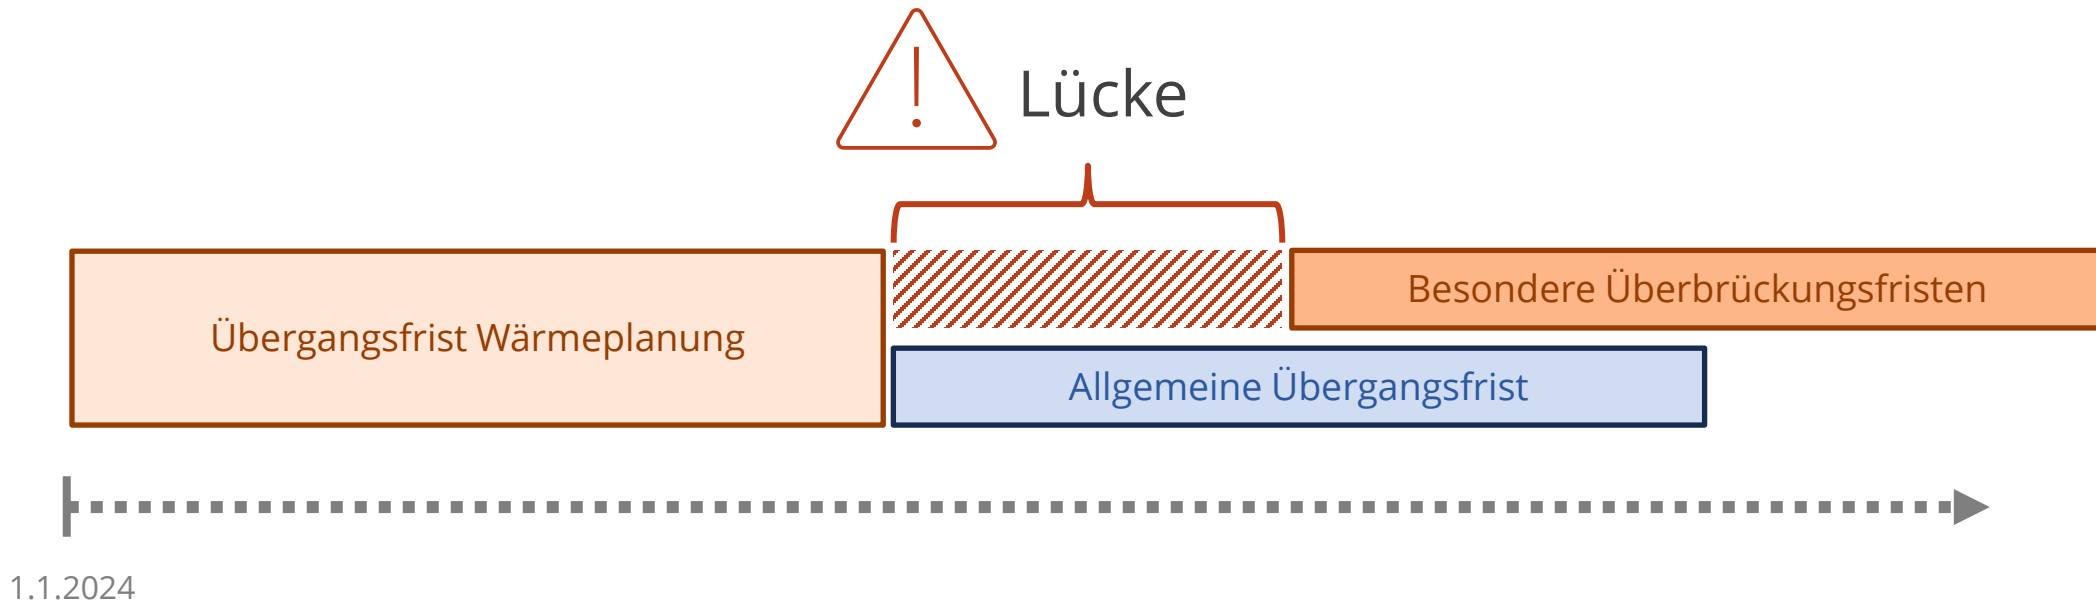 Lücke
Übergangsfrist Wärmeplanung
Besondere Überbrückungsfristen
Allgemeine Übergangsfrist
1.1.2024